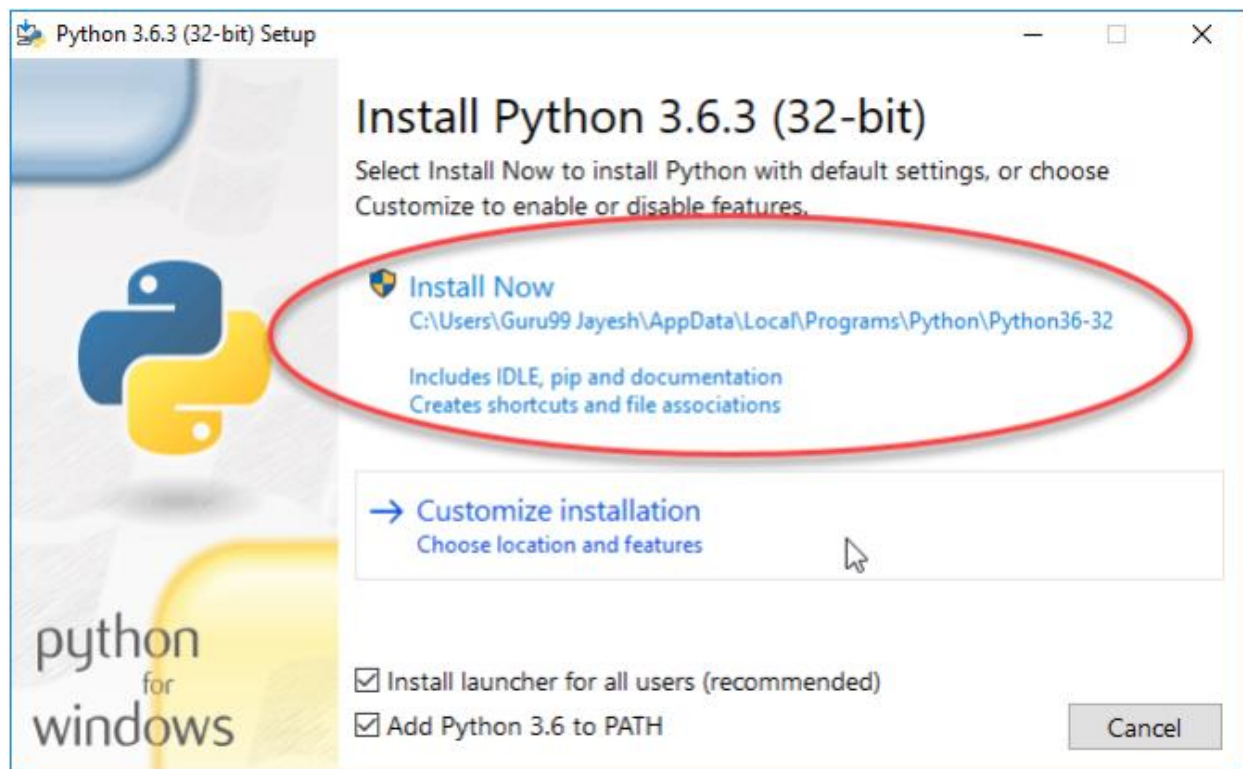 Python 3.6.3 (32-bit) Setup
Install Python 3.6.3 (32-bit)
Select Install Now to install Python with default settings, or choose
Customize to enable or disable features.
Install Now
C:\Users\Guru99 Jayesh\AppData\Local\Programs\Python\Python36-32
Includes IDLE, pip and documentation
Creates shortcuts and file associations
Customize installation
Choose location and features
python
for
windows
Install launcher for all users (recommended)
Add Python 3.6 to PATH
Cancel